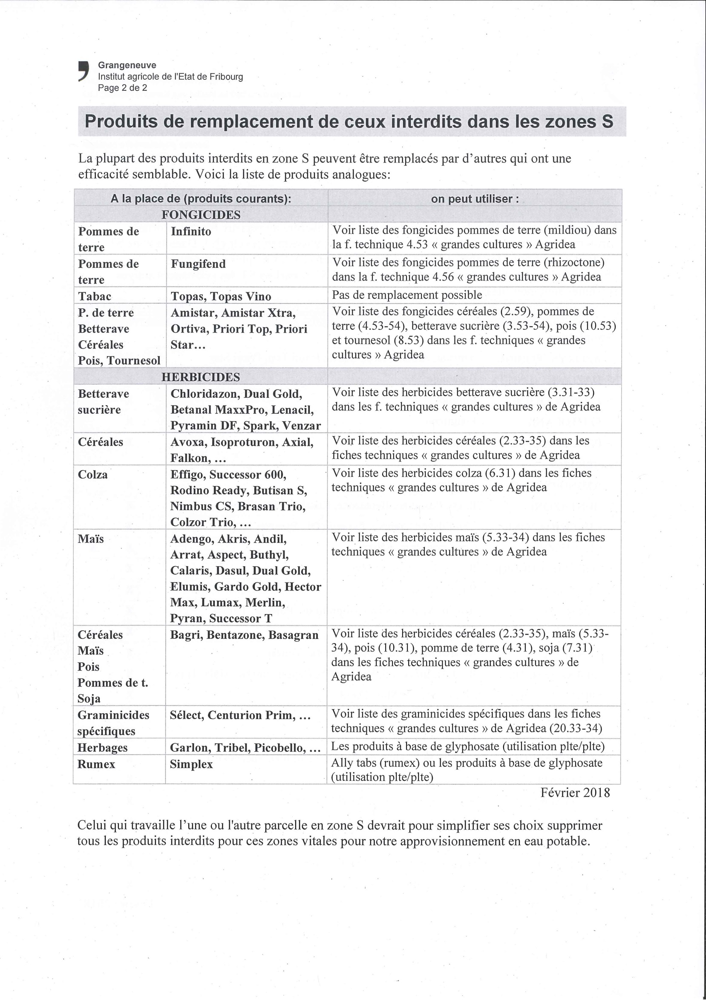 Grangeneuve
Institut agricole de l'Etat de Fribourg
Page 2 de 2
Produits de remplacement de ceux interdits dans les zones S
La plupart des produits interdits en zone S peuvent être remplacés par d'autres qui ont une
efficacité semblable. Voici la liste de produits analogues:
A la place de (produits courants):
on peut utiliser :
FONGICIDES
Pommes de
terre
Infinito
Voir liste des fongicides pommes de terre (mildiou) dans
la f. technique 4.53 « grandes cultures » Agridea
Pommes de
terre
Fungifend
Voir liste des fongicides pommes de terre (rhizoctone)
dans la f. technique 4.56 « grandes cultures » Agridea
Tabac
Topas, Topas Vino
Pas de remplacement possible
P. de terre
Betterave
Céréales
Pois, Tournesol
Amistar, Amistar Xtra,
Ortiva, Priori Top, Priori
Star…
Voir liste des fongicides céréales (2.59), pommes de
terre (4.53-54), betterave sucrière (3.53-54), pois (10.53)
et tournesol (8.53) dans les f. techniques « grandes
cultures » Agridea
HERBICIDES
Betterave
sucrière
Chloridazon, Dual Gold,
Betanal MaxxPro, Lenacil,
Pyramin DF, Spark, Venzar
Voir liste des herbicides betterave sucrière (3.31-33)
dans les f. techniques « grandes cultures » de Agridea
Céréales
Avoxa, Isoproturon, Axial,
Falkon, …
Voir liste des herbicides céréales (2.33-35) dans les
fiches techniques « grandes cultures » de Agridea
Colza
Effigo, Successor 600,
Rodino Ready, Butisan S,
Nimbus CS, Brasan Trio,
Colzor Trio, …
Voir liste des herbicides colza (6.31) dans les fiches
techniques « grandes cultures » de Agridea
Maïs
Adengo, Akris, Andil,
Arrat, Aspect, Buthyl,
Calaris, Dasul, Dual Gold,
Elumis, Gardo Gold, Hector
Max, Lumax, Merlin,
Pyran, Successor T
Voir liste des herbicides maïs (5.33-34) dans les fiches
techniques « grandes cultures » de Agridea
Céréales
Maïs
Pois
Pommes de t.
Soja
Bagri, Bentazone, Basagran
Voir liste des herbicides céréales (2.33-35), maïs (5.33-
34), pois (10.31), pomme de terre (4.31), soja (7.31)
dans les fiches techniques « grandes cultures » de
Agridea
Graminicides
spécifiques
Sélect, Centurion Prim, …
Voir liste des graminicides spécifiques dans les fiches
techniques « grandes cultures » de Agridea (20.33-34)
Herbages
Garlon, Tribel, Picobello, …
Les produits à base de glyphosate (utilisation plte/plte)
Rumex
Simplex
Ally tabs (rumex) ou les produits à base de glyphosate
(utilisation plte/plte)
Février 2018
Celui qui travaille l'une ou l'autre parcelle en zone S devrait pour simplifier ses choix supprimer
tous les produits interdits pour ces zones vitales pour notre approvisionnement en eau potable.